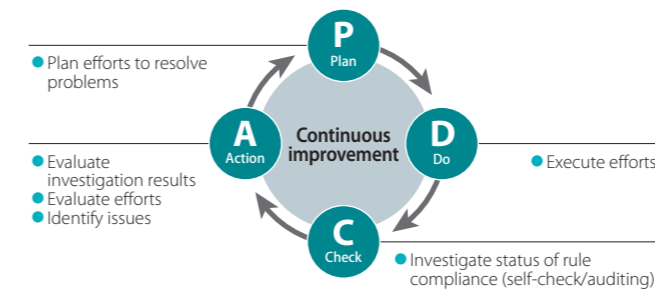 P
Plan
● Plan efforts to resolve
problems
A
Action
Continuous
improvement
D
Do
● Evaluate
investigation results
● Evaluate efforts
● Identify issues
● Execute efforts
C
Check
● Investigate status of rule
compliance (self-check/auditing)